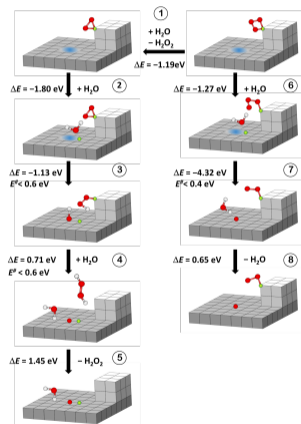 ①
+ H₂O
− H₂O₂
ΔE = −1.19eV
ΔE = −1.80 eV + H₂O ②
ΔE = −1.27 eV + H₂O ⑥
ΔE = −1.13 eV ③
Eᵃ< 0.6 eV
ΔE = −4.32 eV ⑦
Eᵃ< 0.4 eV
ΔE = 0.71 eV + H₂O ④
Eᵃ < 0.6 eV
ΔE = 0.65 eV − H₂O ⑧
ΔE = 1.45 eV − H₂O₂ ⑤